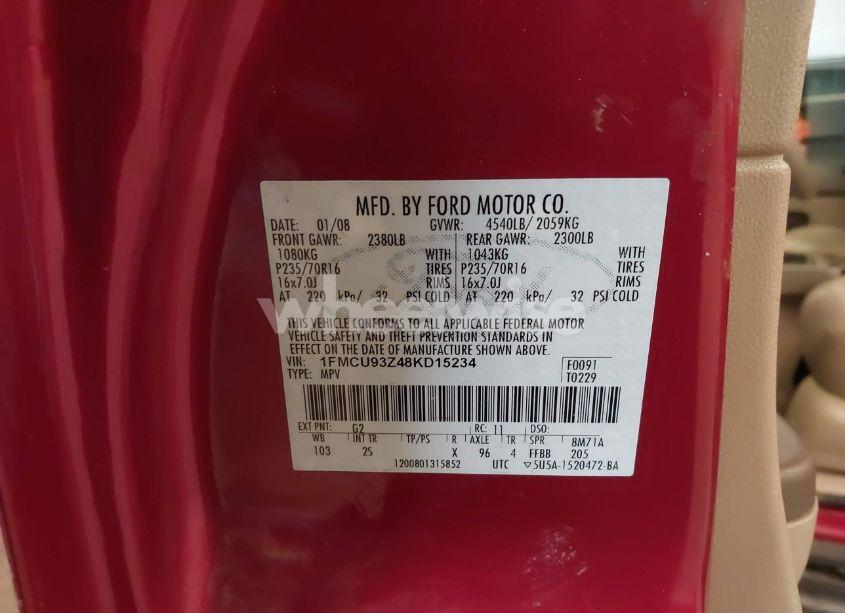 MFD. BY FORD MOTOR CO.
DATE: 01/08 GVWR: 4540LB/ 2059KG
FRONT GAWR: 2380LB REAR GAWR: 2300LB
1080KG WITH 1043KG WITH
P235/70R16 TIRES P235/70R16 TIRES
16x7.0J RIMS 16x7.0J RIMS
AT 220 kPa/ 32 PSI COLD AT 220 kPa/ 32 PSI COLD
wheelwise
THIS VEHICLE CONFORMS TO ALL APPLICABLE FEDERAL MOTOR
VEHICLE SAFETY AND THEFT PREVENTION STANDARDS IN
EFFECT ON THE DATE OF MANUFACTURE SHOWN ABOVE.
VIN: 1FMCU93Z48KD15234 F0091
TYPE: MPV T0229
EXT PNT: G2 RC: 11 DSO:
WB INT TR TP/PS R AXLE TR SPR 8M71A
103 2S X 96 4 FFBB 205
1200801315852 UTC ▽5U5A-1520472-BA